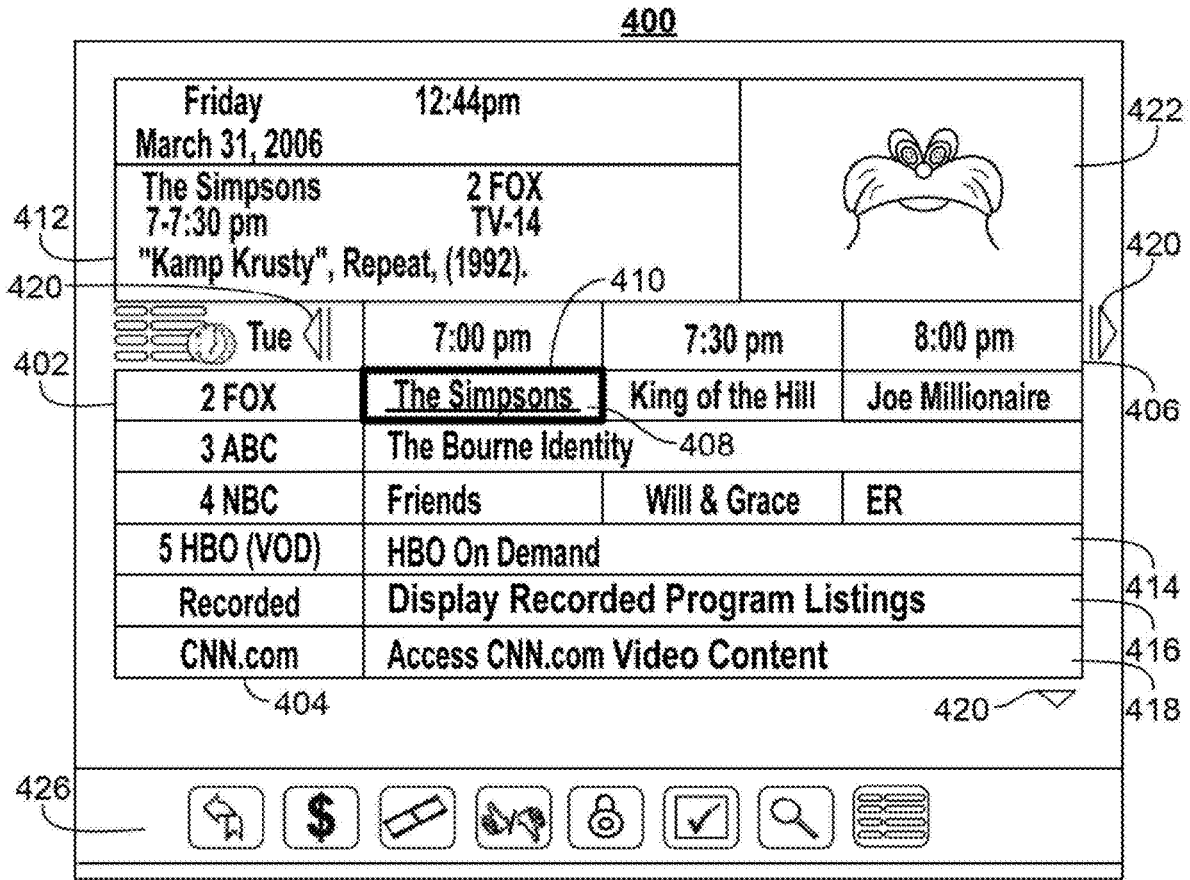 400
Friday 12:44pm
March 31, 2006
422
The Simpsons 2 FOX
412
7-7:30 pm TV-14
"Kamp Krusty", Repeat, (1992).
420
410
420
Tue 7:00 pm 7:30 pm 8:00 pm
402
2 FOX The Simpsons King of the Hill Joe Millionaire
406
3 ABC The Bourne Identity
408
4 NBC Friends Will & Grace ER
5 HBO (VOD) HBO On Demand
414
Recorded Display Recorded Program Listings
416
CNN.com Access CNN.com Video Content
404
420
418
426
$